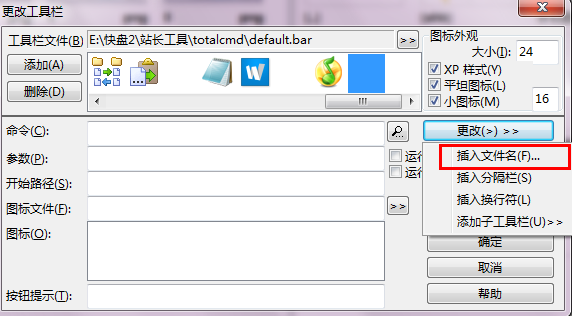 更改工具栏
工具栏文件(B) E:\快盘2\站长工具\totalcmd\default.bar >>
添加(A)
删除(D)
图标外观
大小(I): 24
XP 样式(Y)
平坦图标(L)
小图标(M) 16
命令(C):
更改(>) >>
参数(P):
运行
插入文件名(F)...
开始路径(S):
运行
插入分隔栏(S)
图标文件(F): >>
插入换行符(L)
图标(O):
添加子工具栏(U)>>
确定
取消
按钮提示(T):
帮助